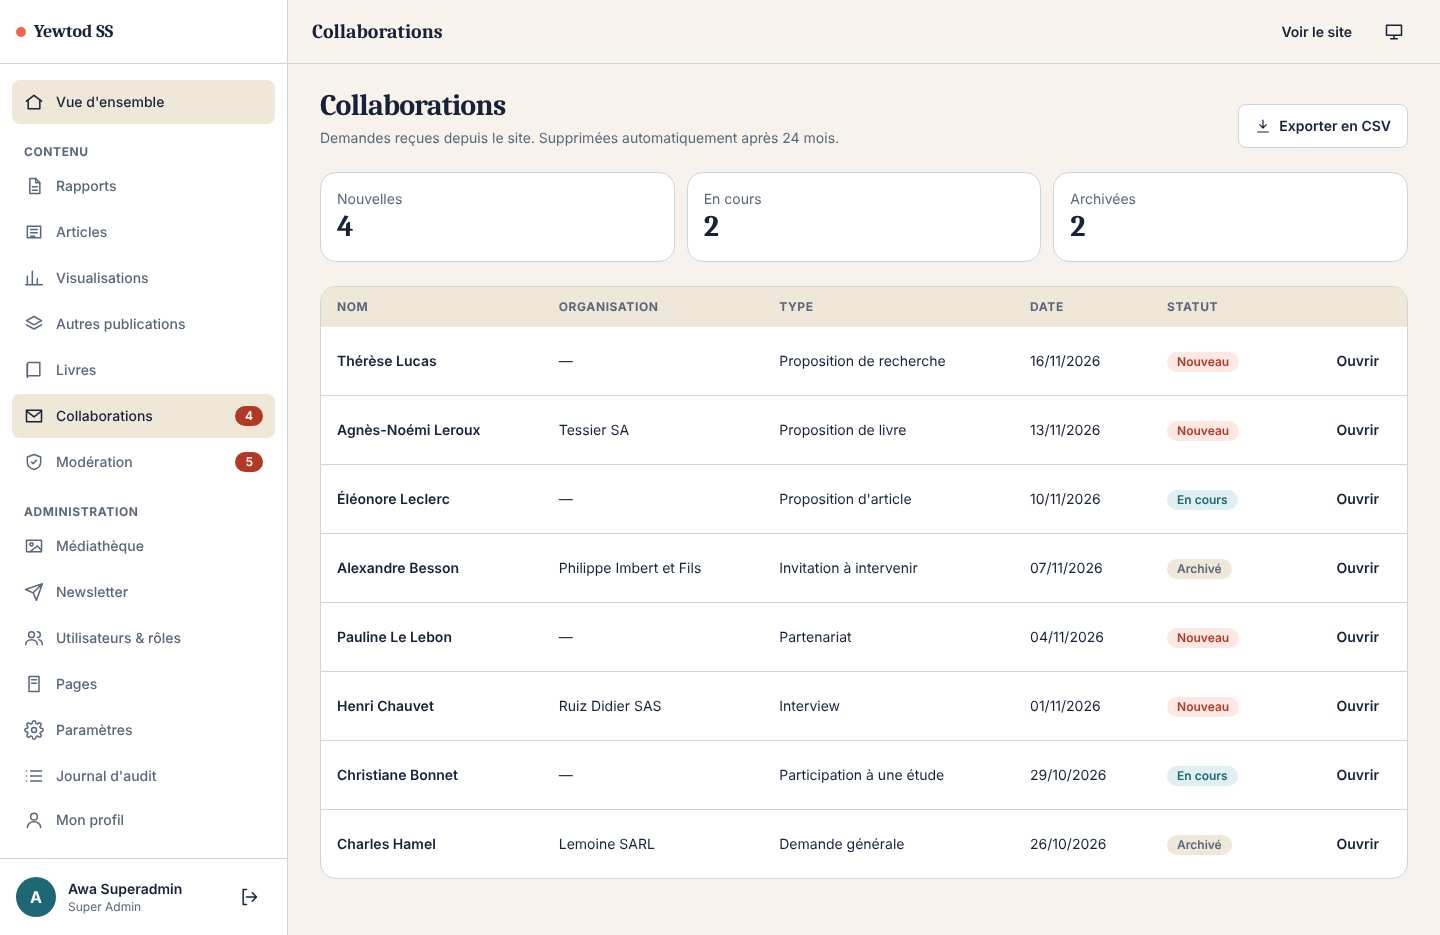 Yewtod SS
Collaborations
Voir le site
Vue d'ensemble
CONTENU
Rapports
Articles
Visualisations
Autres publications
Livres
Collaborations 4
Modération 5
ADMINISTRATION
Médiathèque
Newsletter
Utilisateurs & rôles
Pages
Paramètres
Journal d'audit
Mon profil
A
Awa Superadmin
Super Admin
Collaborations
Demandes reçues depuis le site. Supprimées automatiquement après 24 mois.
Exporter en CSV
Nouvelles
4
En cours
2
Archivées
2
NOM ORGANISATION TYPE DATE STATUT
Thérèse Lucas — Proposition de recherche 16/11/2026 Nouveau Ouvrir
Agnès-Noémi Leroux Tessier SA Proposition de livre 13/11/2026 Nouveau Ouvrir
Éléonore Leclerc — Proposition d'article 10/11/2026 En cours Ouvrir
Alexandre Besson Philippe Imbert et Fils Invitation à intervenir 07/11/2026 Archivé Ouvrir
Pauline Le Lebon — Partenariat 04/11/2026 Nouveau Ouvrir
Henri Chauvet Ruiz Didier SAS Interview 01/11/2026 Nouveau Ouvrir
Christiane Bonnet — Participation à une étude 29/10/2026 En cours Ouvrir
Charles Hamel Lemoine SARL Demande générale 26/10/2026 Archivé Ouvrir